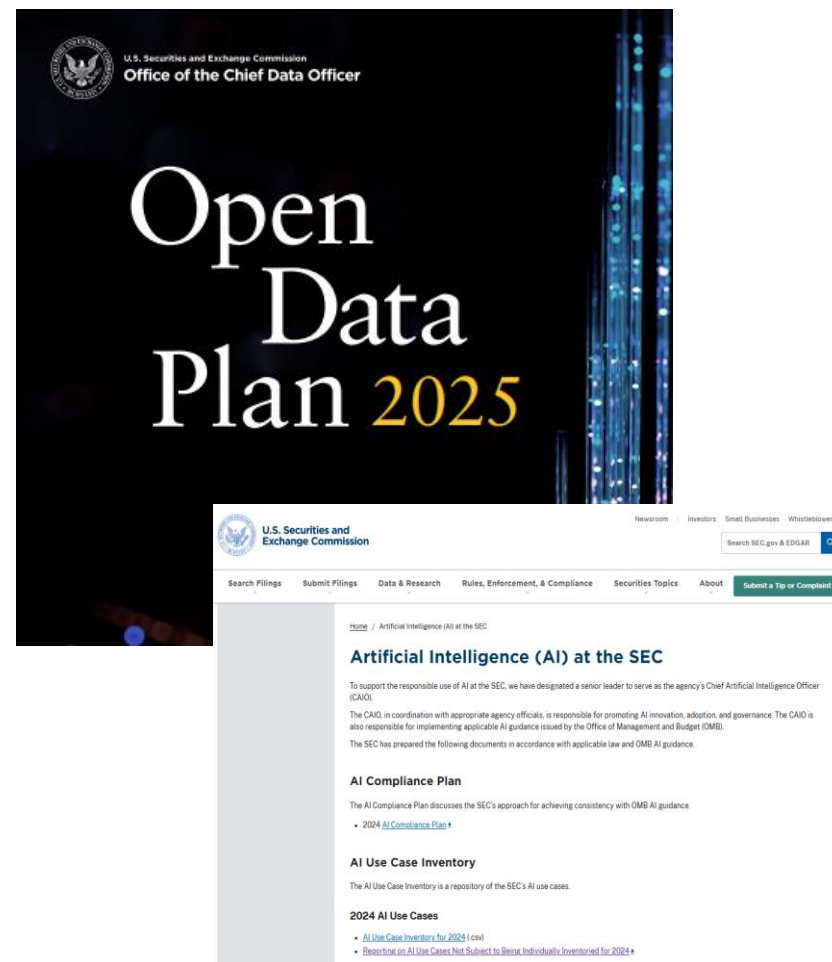 U.S. Securities and Exchange Commission
Office of the Chief Data Officer
Open
Data
Plan 2025
U.S. Securities and
Exchange Commission
Newsroom Investors Small Businesses Whistleblower
Search SEC.gov & EDGAR
Search Filings Submit Filings Data & Research Rules, Enforcement, & Compliance Securities Topics About Submit a Tip or Complaint
Home / Artificial Intelligence (AI) at the SEC
Artificial Intelligence (AI) at the SEC
To support the responsible use of AI at the SEC, we have designated a senior leader to serve as the agency's Chief Artificial Intelligence Officer
(CAIO).
The CAIO, in coordination with appropriate agency officials, is responsible for promoting AI innovation, adoption, and governance. The CAIO is
also responsible for implementing applicable AI guidance issued by the Office of Management and Budget (OMB).
The SEC has prepared the following documents in accordance with applicable law and OMB AI guidance.
AI Compliance Plan
The AI Compliance Plan discusses the SEC's approach for achieving consistency with OMB AI guidance.
• 2024 AI Compliance Plan
AI Use Case Inventory
The AI Use Case Inventory is a repository of the SEC's AI use cases.
2024 AI Use Cases
• AI Use Case Inventory for 2024 (.csv)
• Reporting on AI Use Cases Not Subject to Being Individually Inventoried for 2024